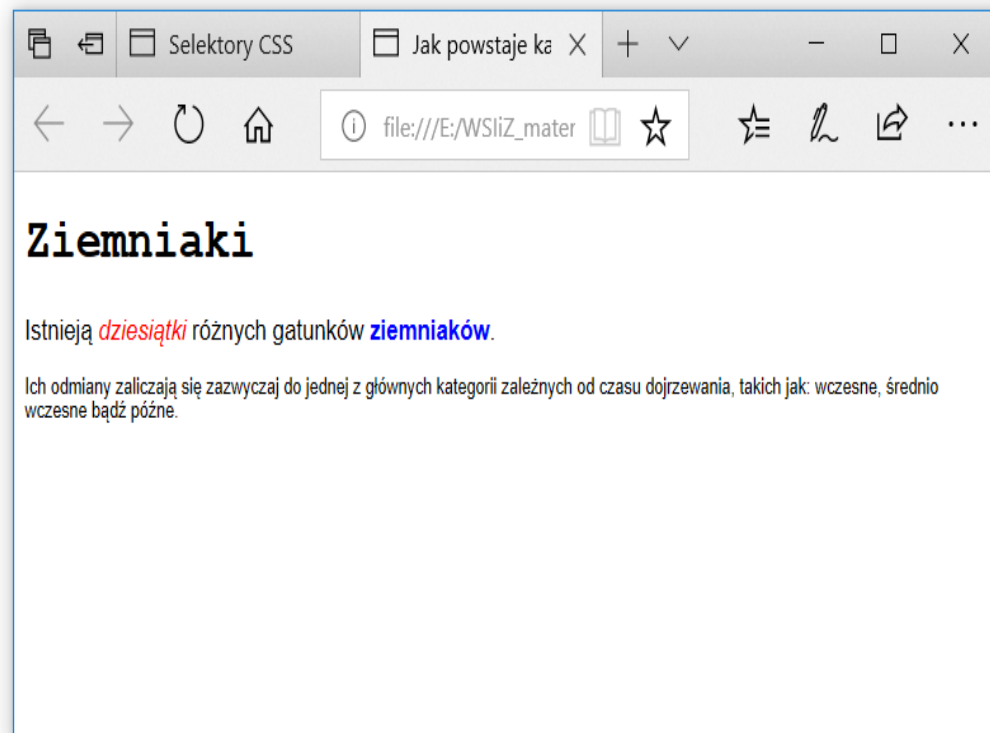 Selektory CSS
Jak powstaje ka
file:///E:/WSIiZ_mater
Ziemniaki
Istnieją dziesiątki różnych gatunków ziemniaków.
Ich odmiany zaliczają się zazwyczaj do jednej z głównych kategorii zależnych od czasu dojrzewania, takich jak: wczesne, średnio
wczesne bądź późne.